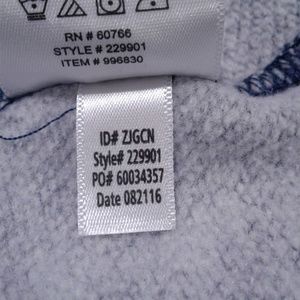 RN # 60766
STYLE # 229901
ITEM # 996830
ID# ZJGCN
Style# 229901
PO# 60034357
Date 082116